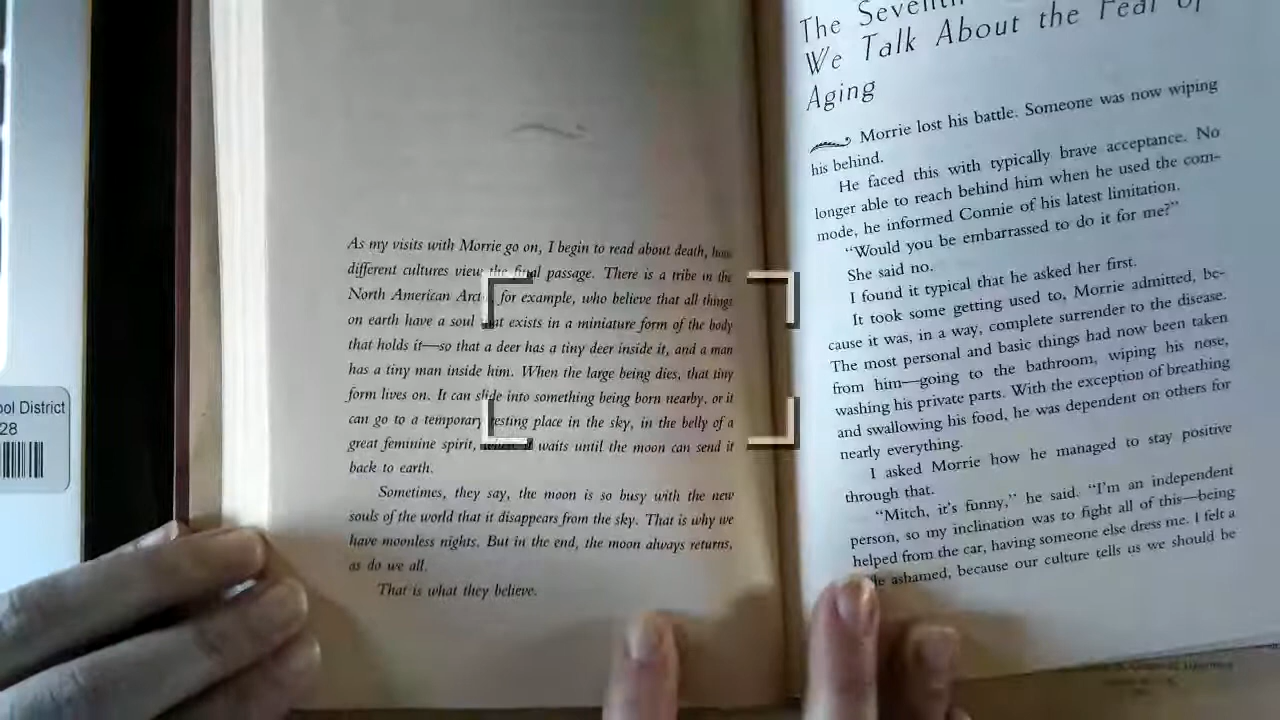 As my visits with Morrie go on, I begin to read about death, how
different cultures view the final passage. There is a tribe in the
North American Arct for example, who believe that all things
on earth have a soul that exists in a miniature form of the body
that holds it—so that a deer has a tiny deer inside it, and a man
has a tiny man inside him. When the large being dies, that tiny
form lives on. It can slide into something being born nearby, or it
can go to a temporary resting place in the sky, in the belly of a
great feminine spirit, waits until the moon can send it
back to earth.
Sometimes, they say, the moon is so busy with the new
souls of the world that it disappears from the sky. That is why we
have moonless nights. But in the end, the moon always returns,
as do we all.
That is what they believe.
The Seventh
We Talk About the Fear of
Aging
Morrie lost his battle. Someone was now wiping
his behind.
He faced this with typically brave acceptance. No
longer able to reach behind him when he used the com-
mode, he informed Connie of his latest limitation.
“Would you be embarrassed to do it for me?”
She said no.
I found it typical that he asked her first.
It took some getting used to, Morrie admitted, be-
cause it was, in a way, complete surrender to the disease.
The most personal and basic things had now been taken
from him—going to the bathroom, wiping his nose,
washing his private parts. With the exception of breathing
and swallowing his food, he was dependent on others for
nearly everything.
I asked Morrie how he managed to stay positive
through that.
“Mitch, it’s funny,” he said. “I’m an independent
person, so my inclination was to fight all of this—being
helped from the car, having someone else dress me. I felt a
ashamed, because our culture tells us we should be
ool District
28